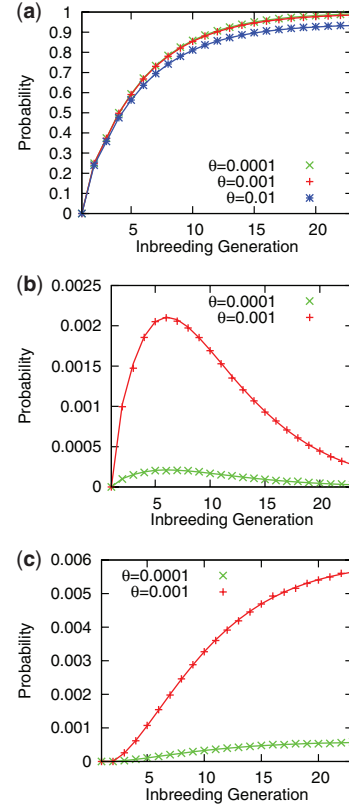 (a)
1
0.9
0.8
0.7
0.6
0.5
0.4
0.3
0.2
0.1
0
Probability
θ=0.0001
θ=0.001
θ=0.01
5 10 15 20
Inbreeding Generation
(b)
0.0025
0.002
0.0015
0.001
0.0005
0
Probability
θ=0.0001
θ=0.001
5 10 15 20
Inbreeding Generation
(c)
0.006
0.005
0.004
0.003
0.002
0.001
0
Probability
θ=0.0001
θ=0.001
5 10 15 20
Inbreeding Generation